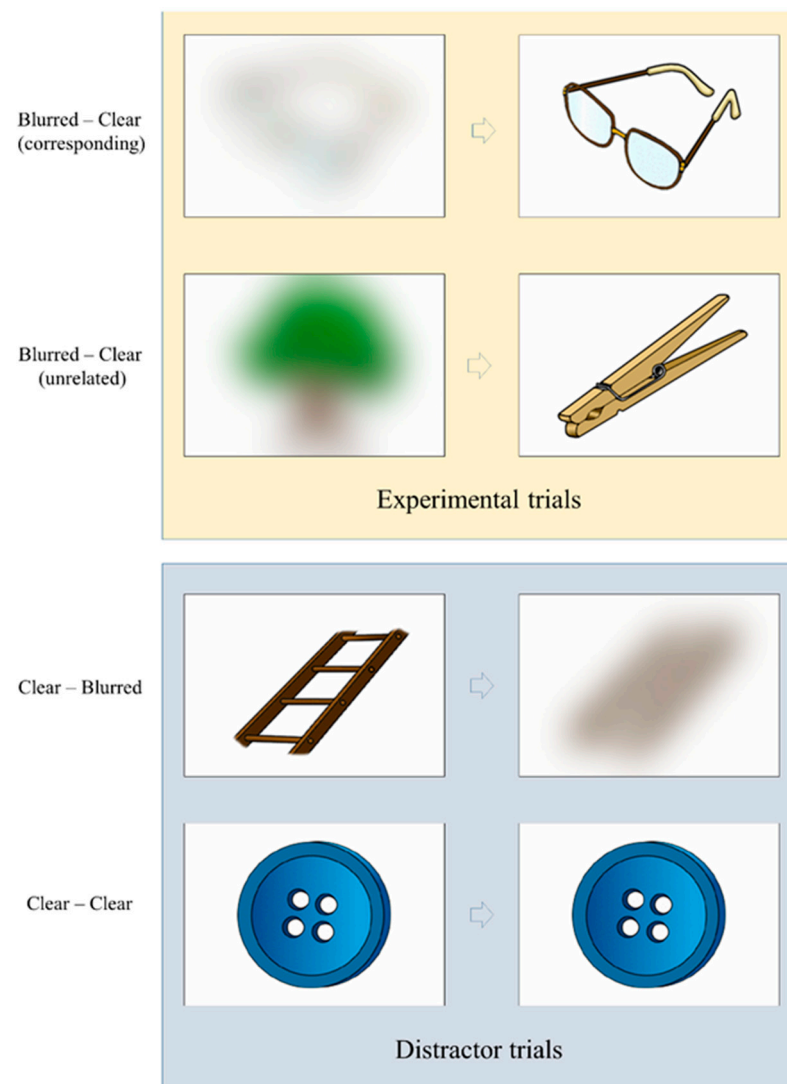 Blurred – Clear
(corresponding)
Blurred – Clear
(unrelated)
Experimental trials
Clear – Blurred
Clear – Clear
Distractor trials